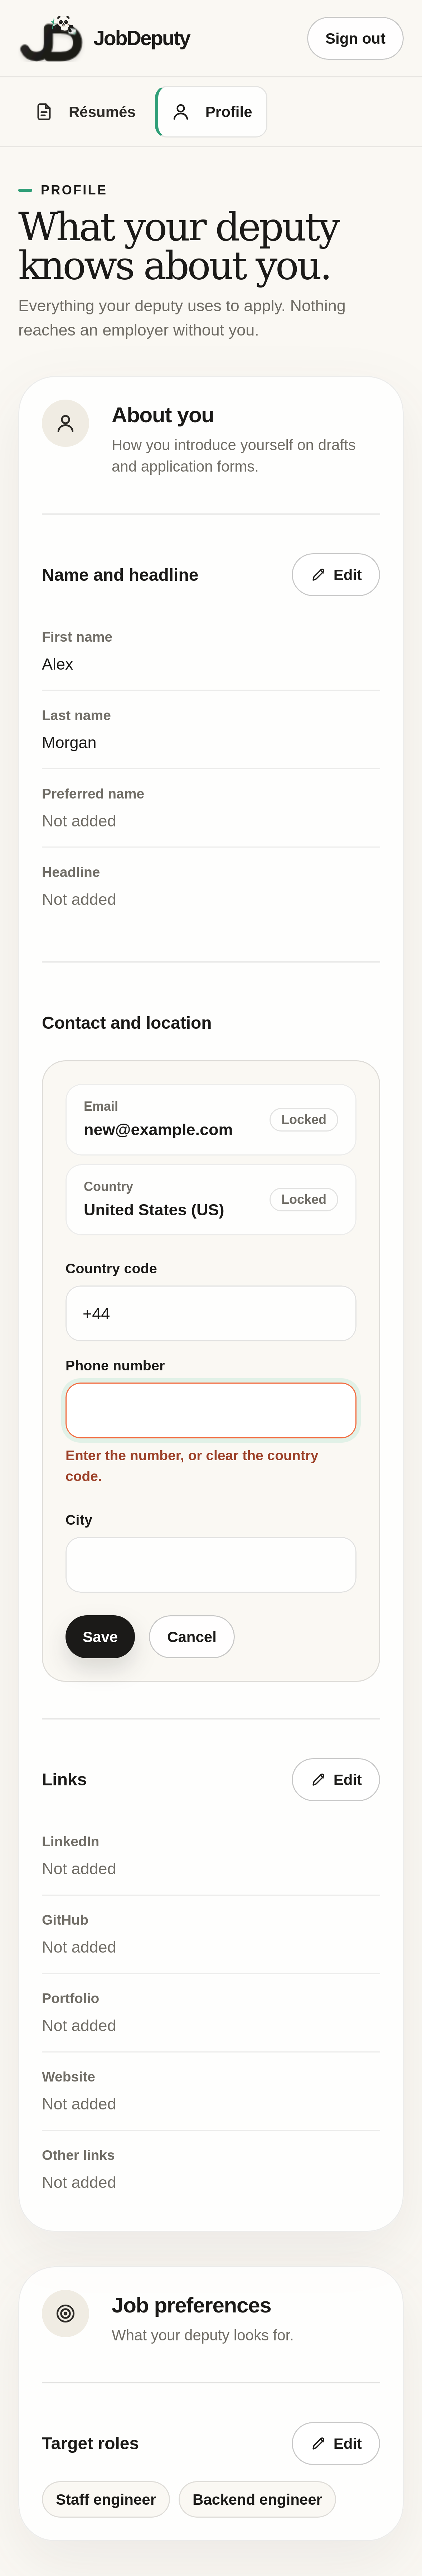 JD
JobDeputy
Sign out
Résumés
Profile
PROFILE
What your deputy
knows about you.
Everything your deputy uses to apply. Nothing
reaches an employer without you.
About you
How you introduce yourself on drafts
and application forms.
Name and headline
Edit
First name
Alex
Last name
Morgan
Preferred name
Not added
Headline
Not added
Contact and location
Email
new@example.com
Locked
Country
United States (US)
Locked
Country code
+44
Phone number
Enter the number, or clear the country
code.
City
Save
Cancel
Links
Edit
LinkedIn
Not added
GitHub
Not added
Portfolio
Not added
Website
Not added
Other links
Not added
Job preferences
What your deputy looks for.
Target roles
Edit
Staff engineer
Backend engineer